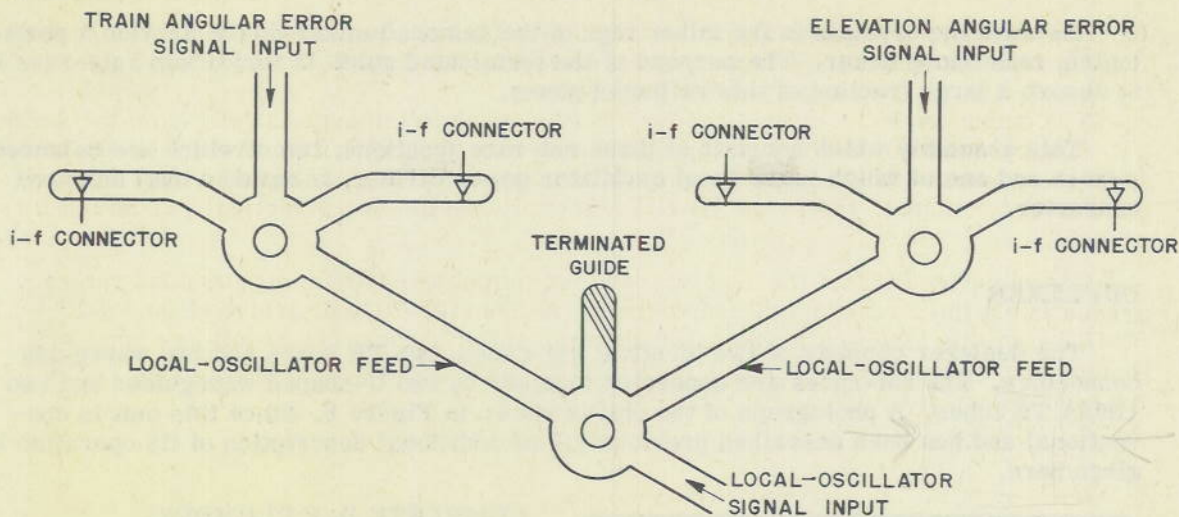 TRAIN ANGULAR ERROR
SIGNAL INPUT
ELEVATION ANGULAR ERROR
SIGNAL INPUT
i-f CONNECTOR
i-f CONNECTOR
i-f CONNECTOR
TERMINATED
GUIDE
i-f CONNECTOR
LOCAL-OSCILLATOR FEED
LOCAL-OSCILLATOR FEED
LOCAL-OSCILLATOR
SIGNAL INPUT